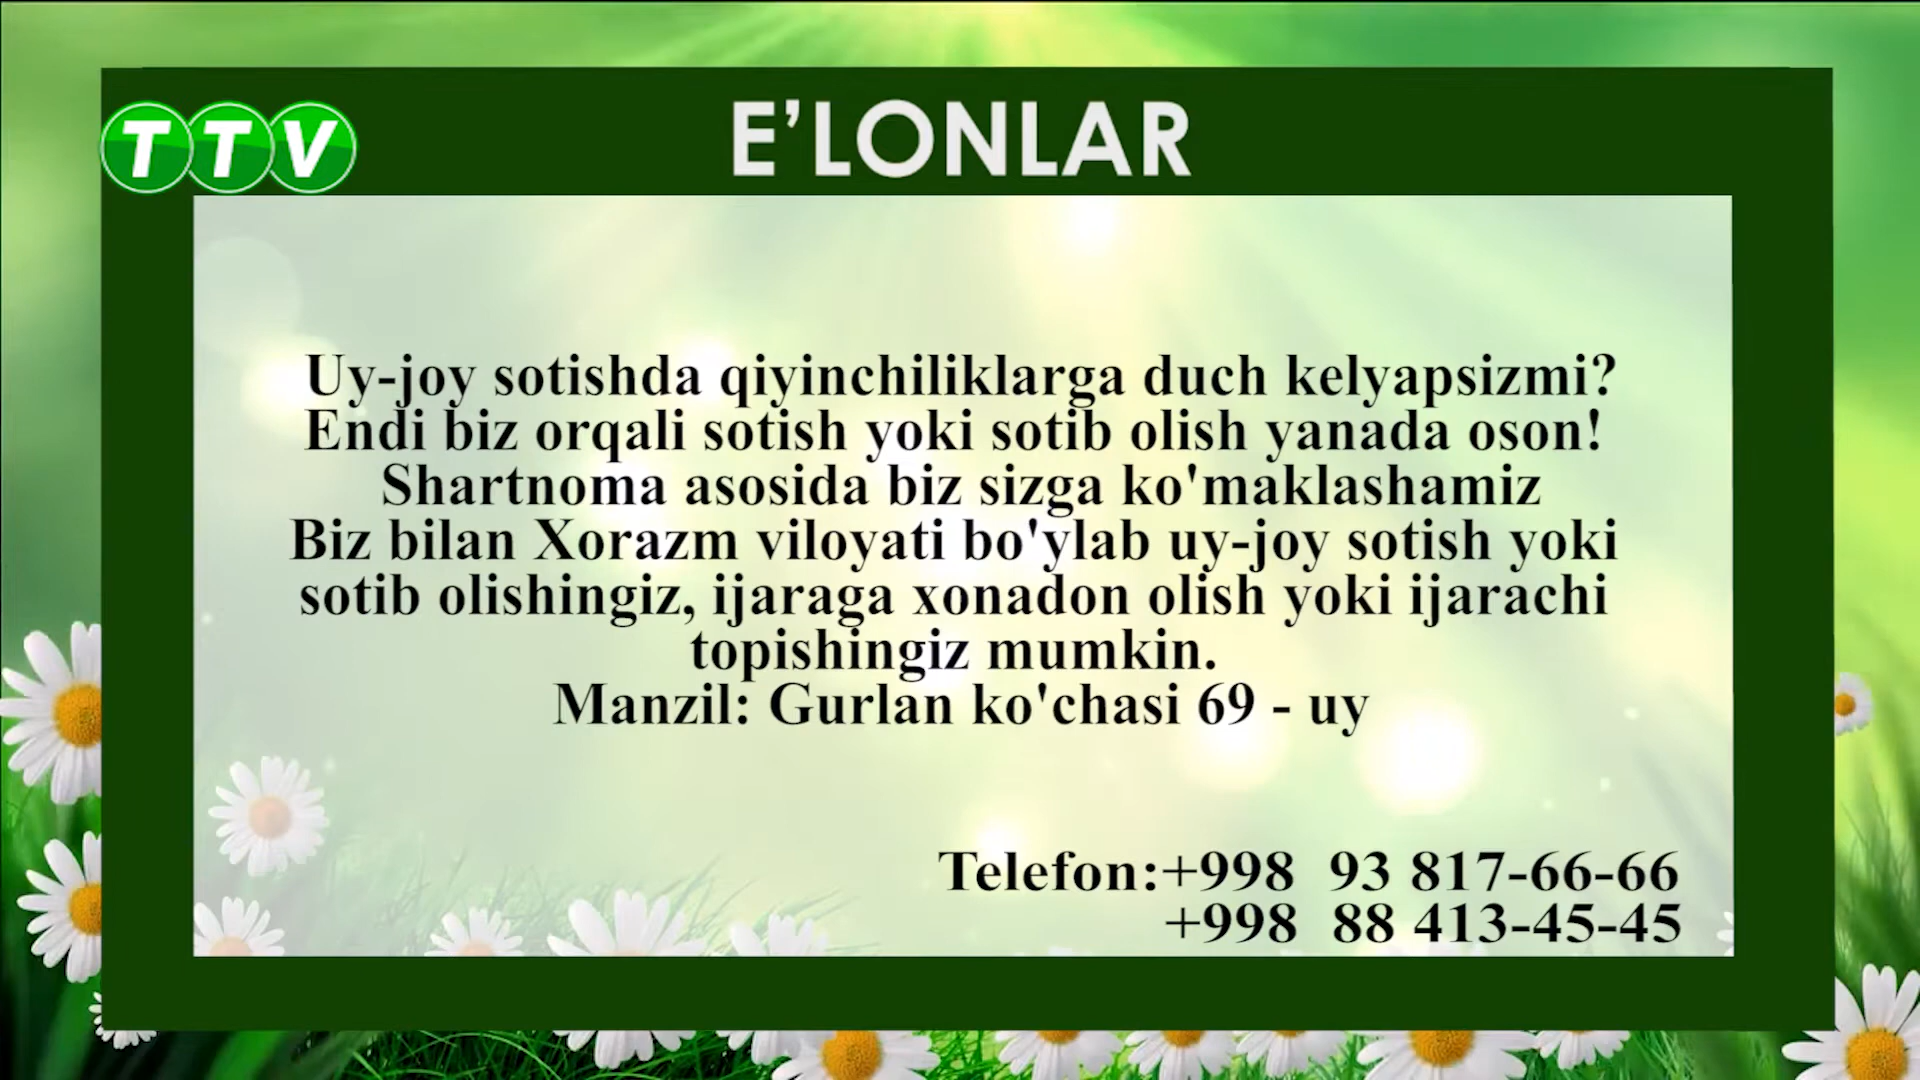 TTV
E’LONLAR
Uy-joy sotishda qiyinchiliklarga duch kelyapsizmi?
Endi biz orqali sotish yoki sotib olish yanada oson!
Shartnoma asosida biz sizga ko'maklashamiz
Biz bilan Xorazm viloyati bo'ylab uy-joy sotish yoki
sotib olishingiz, ijaraga xonadon olish yoki ijarachi
topishingiz mumkin.
Manzil: Gurlan ko'chasi 69 - uy
Telefon:+998 93 817-66-66
+998 88 413-45-45